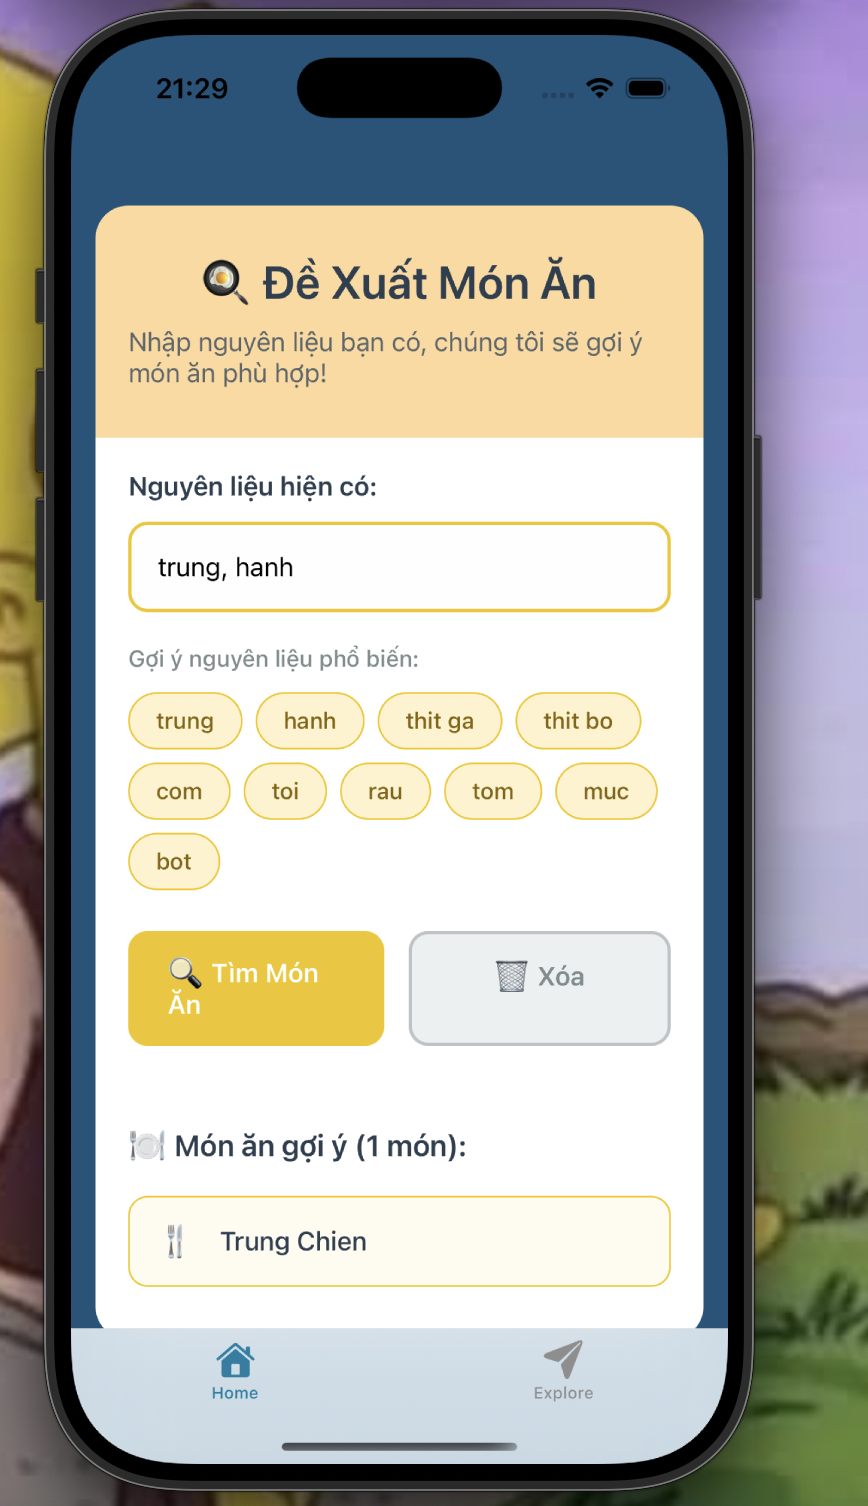 21:29
🍳 Đề Xuất Món Ăn
Nhập nguyên liệu bạn có, chúng tôi sẽ gợi ý
món ăn phù hợp!
Nguyên liệu hiện có:
trung, hanh
Gợi ý nguyên liệu phổ biến:
trung hanh thit ga thit bo
com toi rau tom muc
bot
🔍 Tìm Món
Ăn
🗑️ Xóa
🍽️ Món ăn gợi ý (1 món):
🍴 Trung Chien
Home Explore